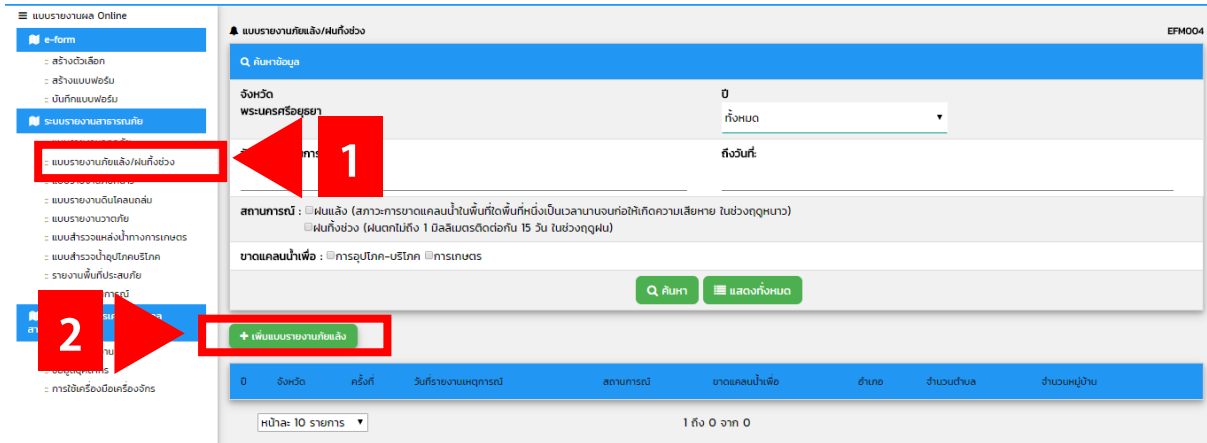 แบบรายงานผล Online
e-form
:: สร้างตัวเลือก
:: สร้างแบบฟอร์ม
:: บันทึกแบบฟอร์ม
ระบบรายงานสาธารณภัย
:: แบบรายงานภัยแล้ง/ฝนทิ้งช่วง
:: แบบรายงานดินโคลนถล่ม
:: แบบรายงานวาตภัย
:: แบบสำรวจแหล่งน้ำทางการเกษตร
:: แบบสำรวจน้ำอุปโภคบริโภค
:: รายงานพื้นที่ประสบภัย
:: การใช้เครื่องมือเครื่องจักร
1
2
แบบรายงานภัยแล้ง/ฝนทิ้งช่วง EFM004
ค้นหาข้อมูล
จังหวัด ปี
พระนครศรีอยุธยา ทั้งหมด
ถึงวันที่:
สถานการณ์ : ฝนแล้ง (สภาวะการขาดแคลนน้ำในพื้นที่ใดพื้นที่หนึ่งเป็นเวลานานจนก่อให้เกิดความเสียหาย ในช่วงฤดูหนาว)
ฝนทิ้งช่วง (ฝนตกไม่ถึง 1 มิลลิเมตรติดต่อกัน 15 วัน ในช่วงฤดูฝน)
ขาดแคลนน้ำเพื่อ : การอุปโภค-บริโภค การเกษตร
ค้นหา แสดงทั้งหมด
+ เพิ่มแบบรายงานภัยแล้ง
ปี จังหวัด ครั้งที่ วันที่รายงานเหตุการณ์ สถานการณ์ ขาดแคลนน้ำเพื่อ อำเภอ จำนวนตำบล จำนวนหมู่บ้าน
หน้าละ 10 รายการ 1 ถึง 0 จาก 0